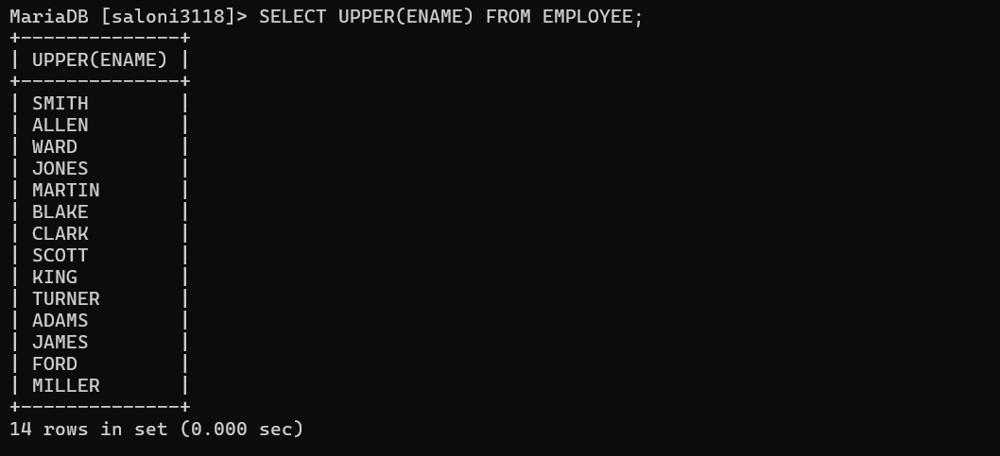 MariaDB [saloni3118]> SELECT UPPER(ENAME) FROM EMPLOYEE;
+--------------+
| UPPER(ENAME) |
+--------------+
| SMITH        |
| ALLEN        |
| WARD         |
| JONES        |
| MARTIN       |
| BLAKE        |
| CLARK        |
| SCOTT        |
| KING         |
| TURNER       |
| ADAMS        |
| JAMES        |
| FORD         |
| MILLER       |
+--------------+
14 rows in set (0.000 sec)